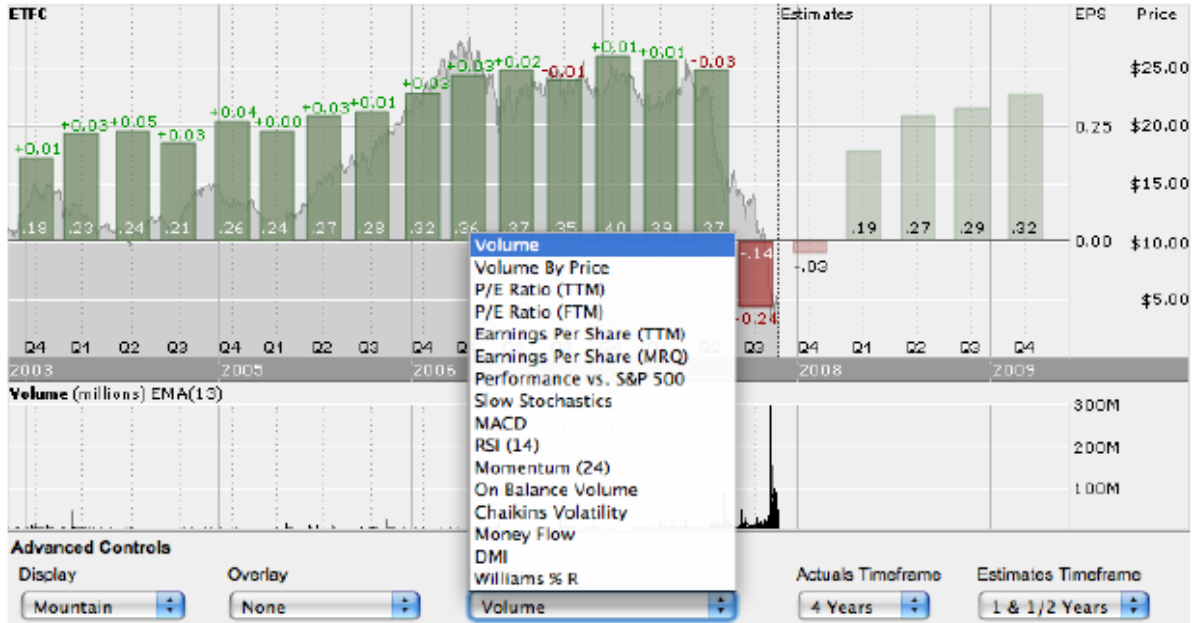 ETFC Estimates EPS Price
+0.01 +0.03 +0.05 +0.03 +0.04 +0.00 +0.03 +0.01 +0.03 +0.03 +0.02 -0.01 +0.01 +0.01 -0.03
$25.00
0.25 $20.00
$15.00
.18 .23 .24 .21 .26 .24 .27 .28 .32 .36 .37 .35 .40 .39 .37 .19 .27 .29 .32
0.00 $10.00
-.14 -.03
$5.00
-0.24
Q4 Q1 Q2 Q3 Q4 Q1 Q2 Q3 Q4 Q2 Q3 Q4 Q1 Q2 Q3 Q4
2003 2005 2006 2008 2009
Volume (millions) EMA(13)
300M
200M
100M
Volume
Volume By Price
P/E Ratio (TTM)
P/E Ratio (FTM)
Earnings Per Share (TTM)
Earnings Per Share (MRQ)
Performance vs. S&P 500
Slow Stochastics
MACD
RSI (14)
Momentum (24)
On Balance Volume
Chaikins Volatility
Money Flow
DMI
Williams % R
Advanced Controls
Display Overlay Actuals Timeframe Estimates Timeframe
Mountain None Volume 4 Years 1 & 1/2 Years